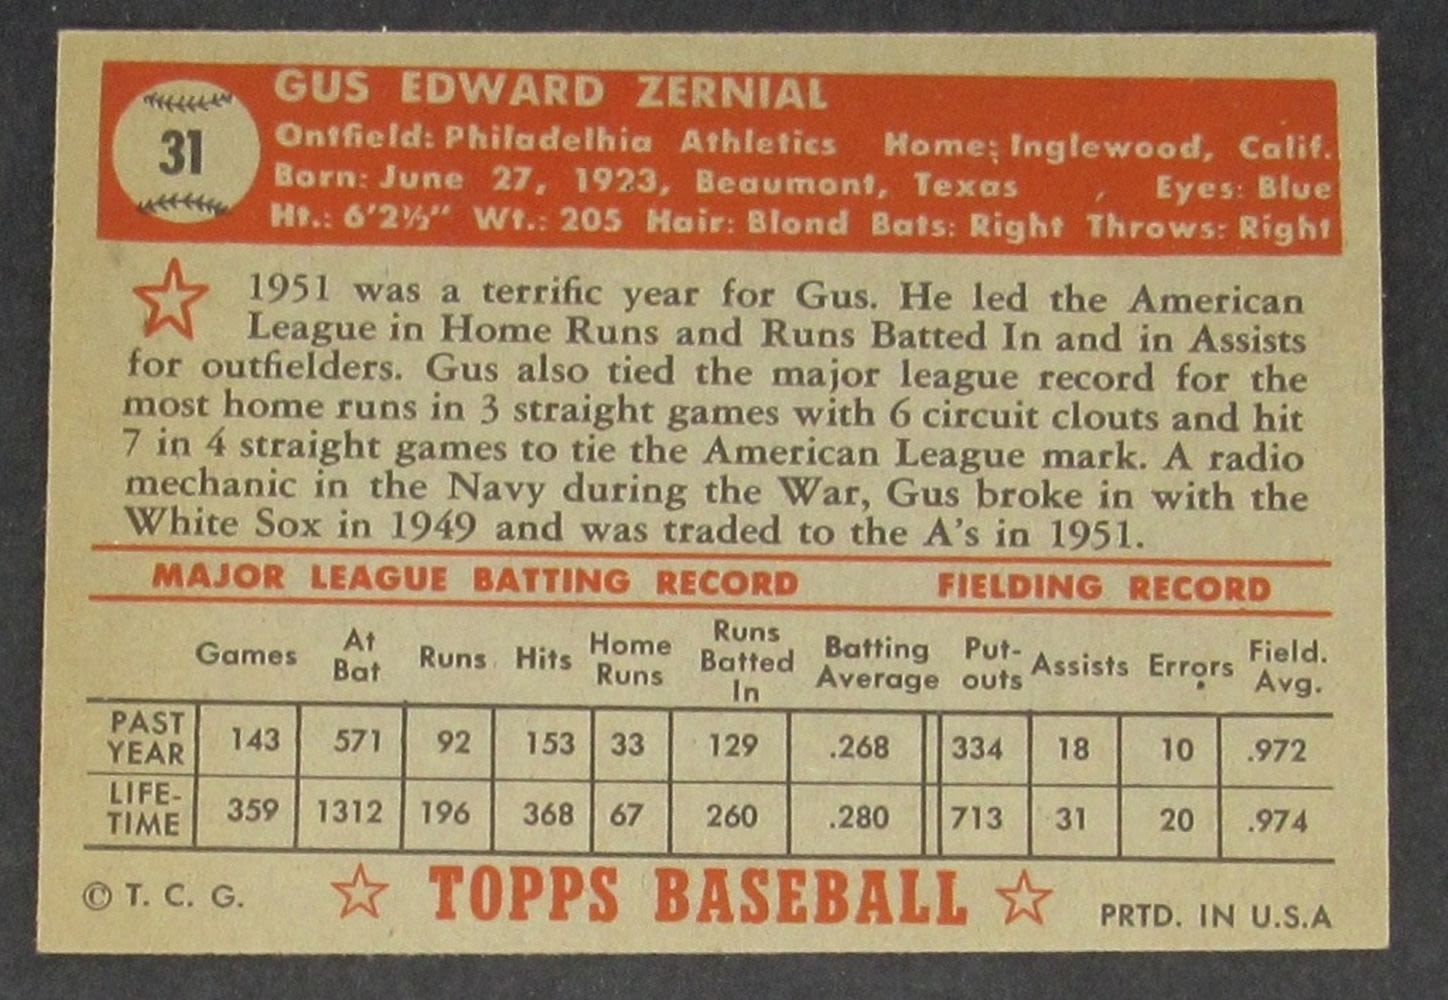 31
GUS EDWARD ZERNIAL
Ontfield: Philadelhia Athletics Home: Inglewood, Calif.
Born: June 27, 1923, Beaumont, Texas , Eyes: Blue
Ht.: 6'2½" Wt.: 205 Hair: Blond Bats: Right Throws: Right
1951 was a terrific year for Gus. He led the American
League in Home Runs and Runs Batted In and in Assists
for outfielders. Gus also tied the major league record for the
most home runs in 3 straight games with 6 circuit clouts and hit
7 in 4 straight games to tie the American League mark. A radio
mechanic in the Navy during the War, Gus broke in with the
White Sox in 1949 and was traded to the A's in 1951.
MAJOR LEAGUE BATTING RECORD FIELDING RECORD
Games At Bat Runs Hits Home Runs Runs Batted In Batting Average Put-outs Assists Errors Field. Avg.
PAST YEAR 143 571 92 153 33 129 .268 334 18 10 .972
LIFE-TIME 359 1312 196 368 67 260 .280 713 31 20 .974
© T. C. G. TOPPS BASEBALL PRTD. IN U.S.A